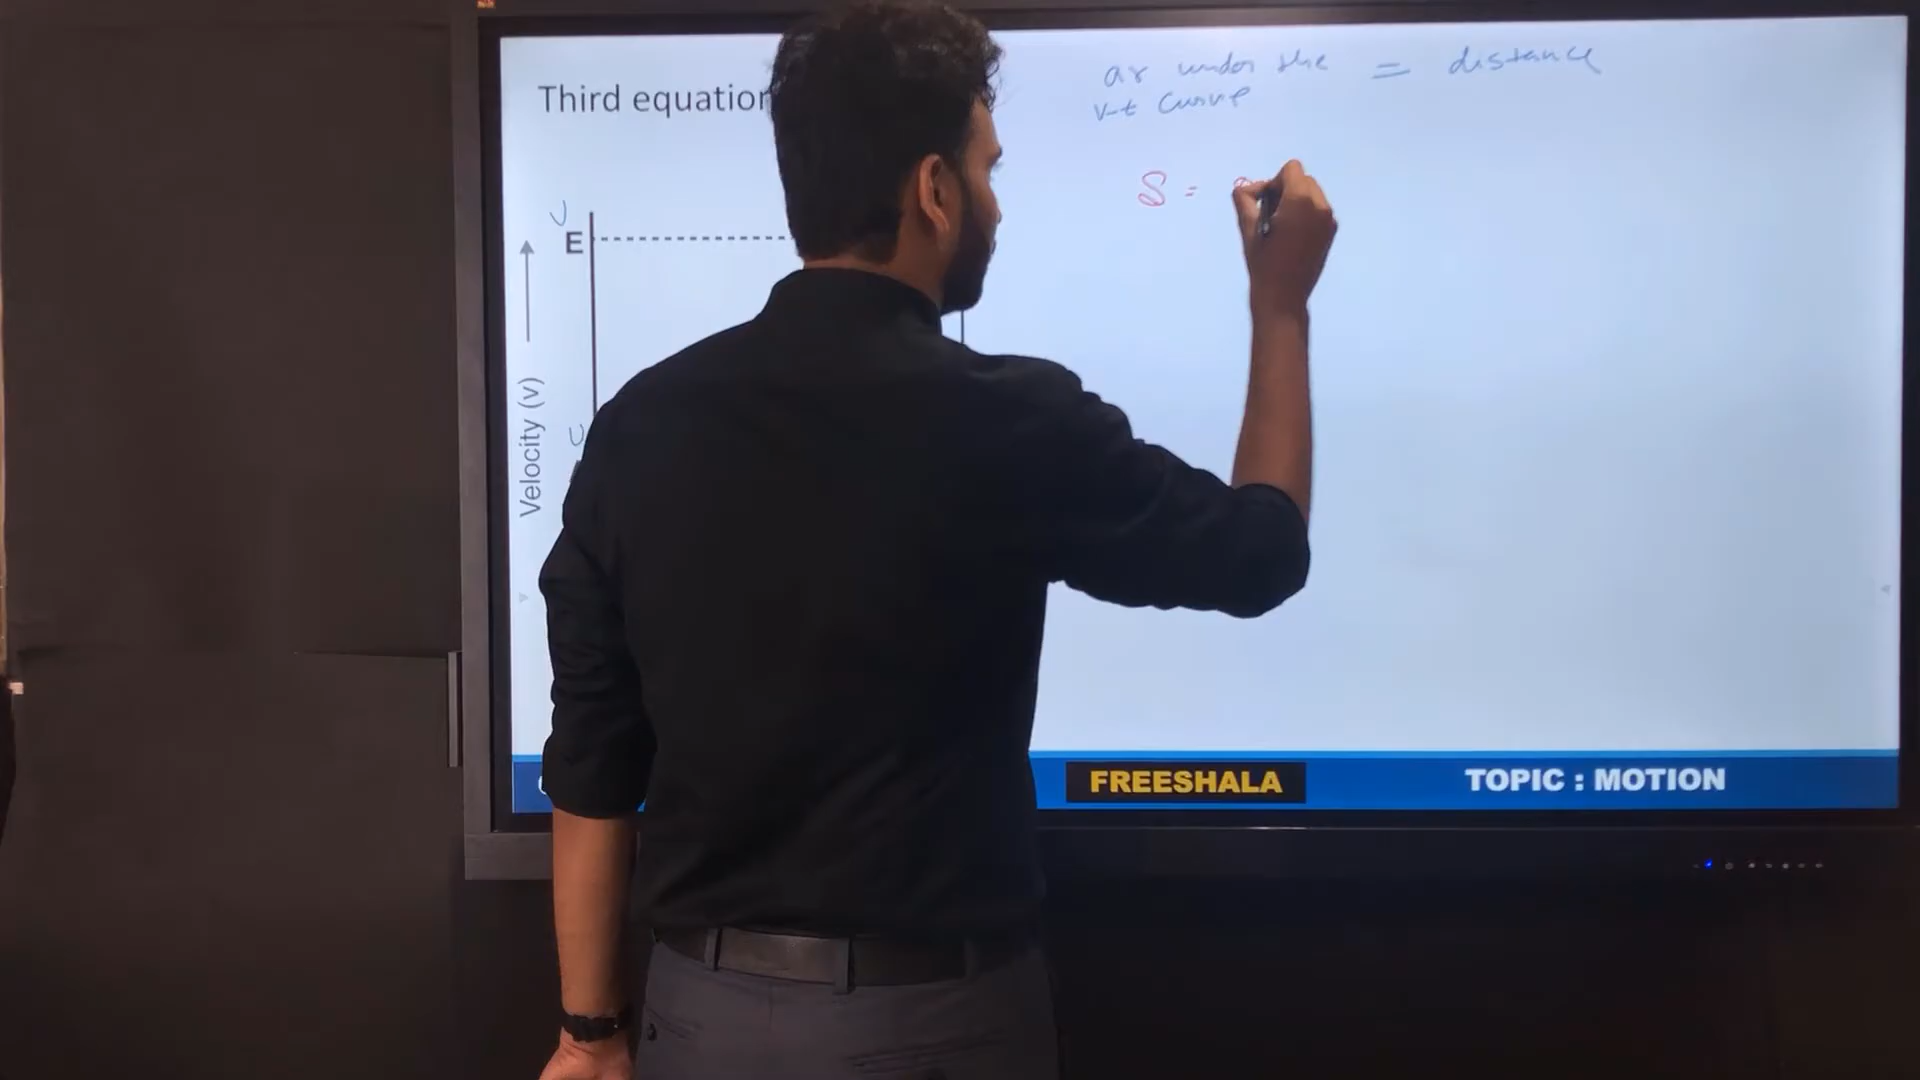 Third equation
ar under the = distance
v-t curve
S =
E
Velocity (v)
u
FREESHALA
TOPIC : MOTION